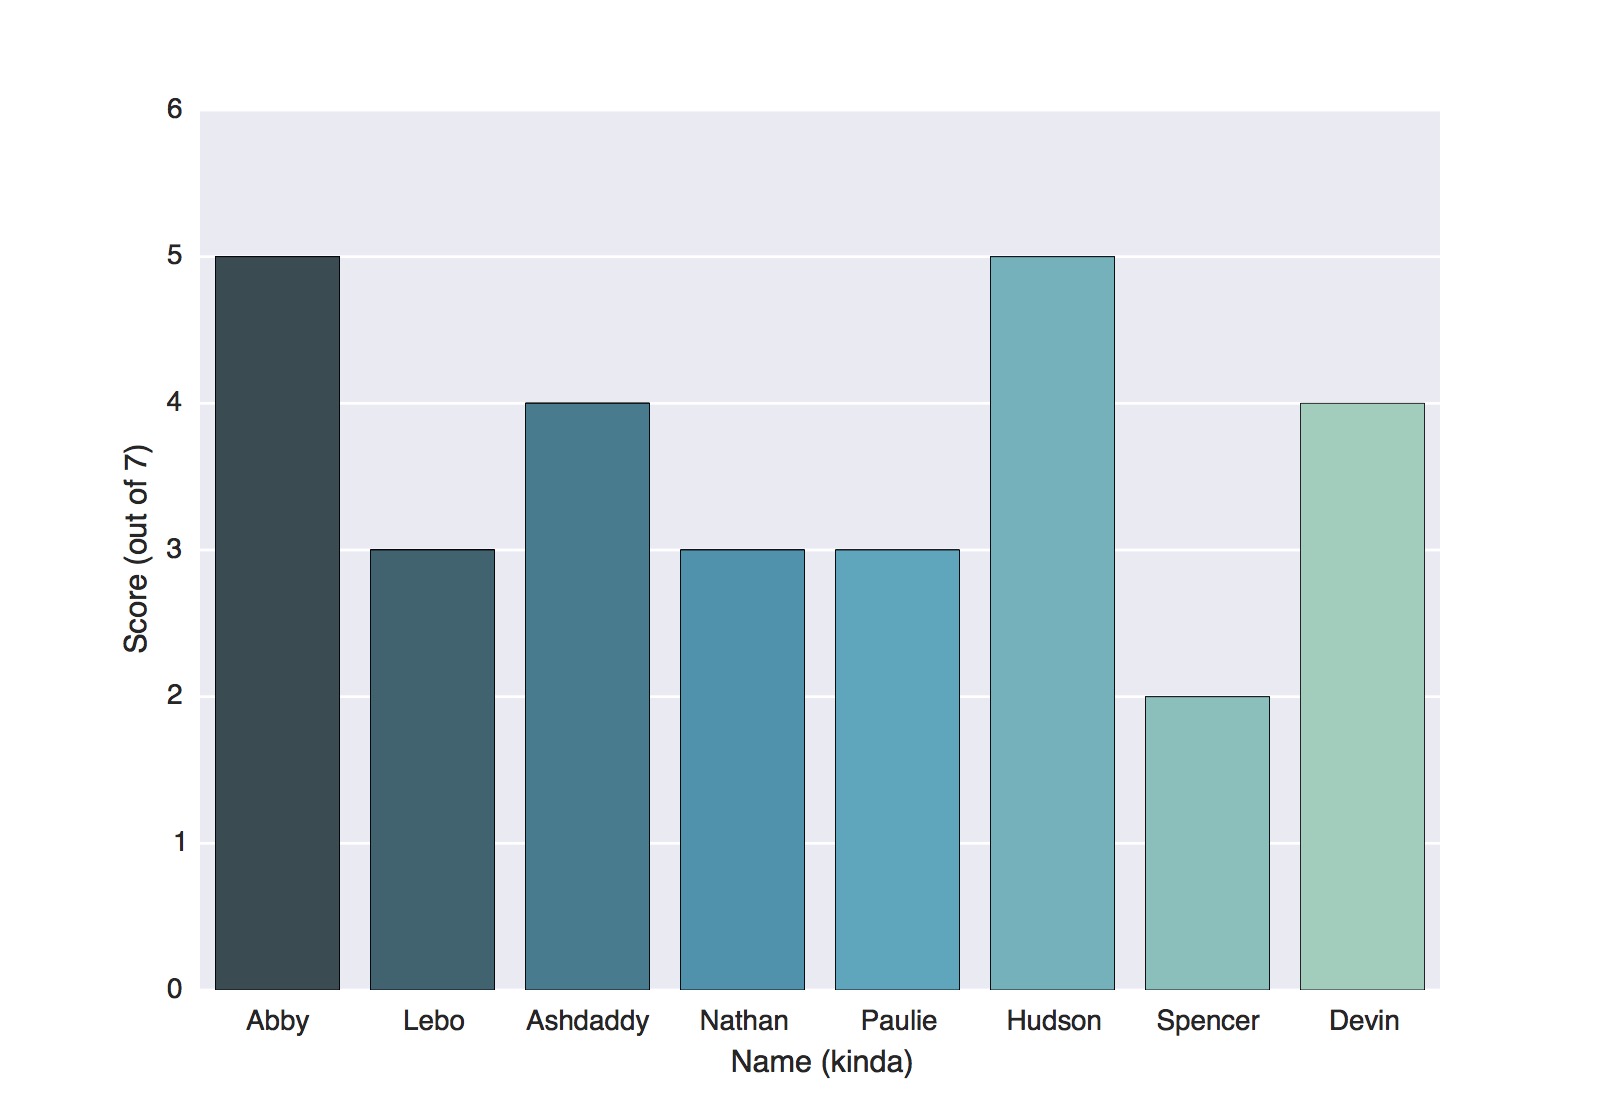 6
5
4
3
2
1
0
Score (out of 7)
Abby Lebo Ashdaddy Nathan Paulie Hudson Spencer Devin
Name (kinda)